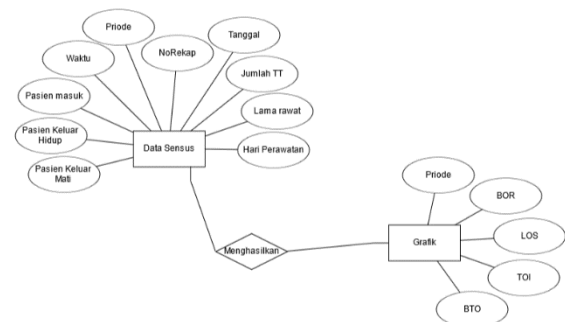 Priode
NoRekap
Tanggal
Waktu
Jumlah TT
Pasien masuk
Lama rawat
Pasien Keluar
Hidup
Data Sensus
Hari Perawatan
Pasien Keluar
Mati
Priode
BOR
LOS
Menghasilkan
Grafik
TOI
BTO